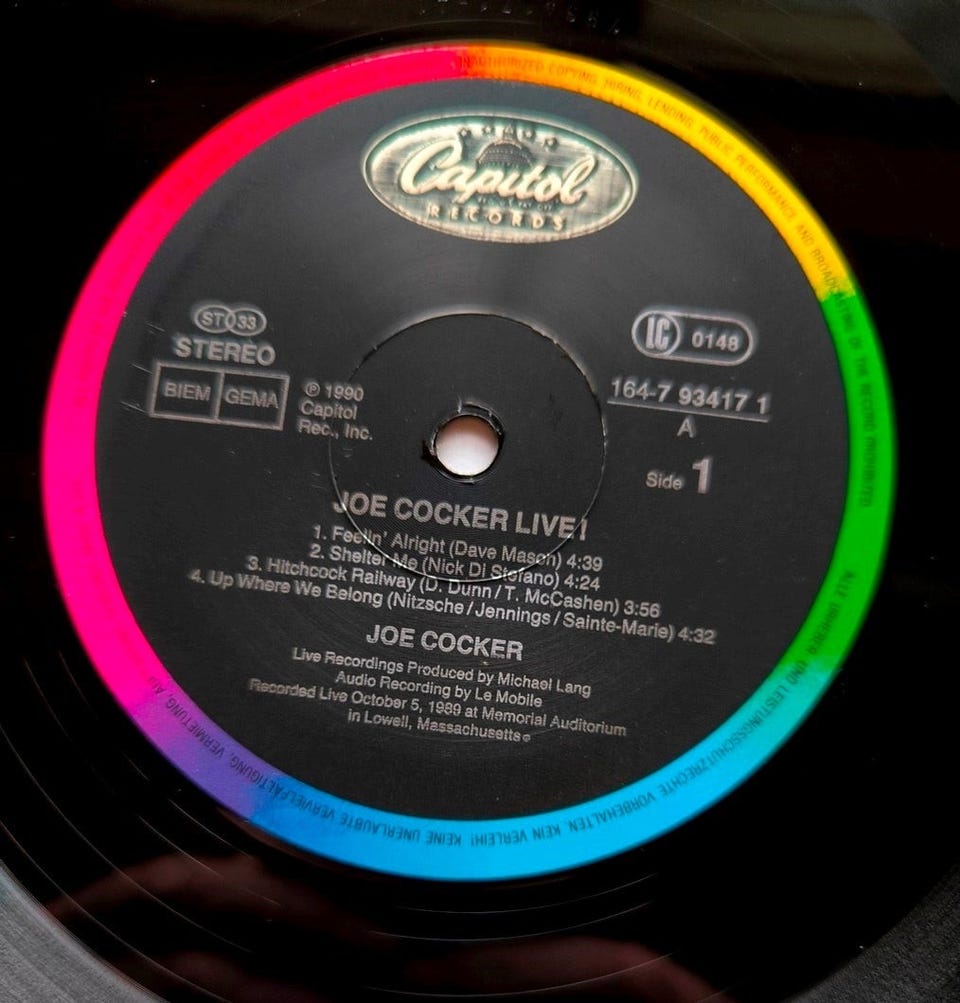 Capitol
RECORDS
ST 33
STEREO
BIEM GEMA
℗ 1990
Capitol
Rec., Inc.
LC 0148
164-7 93417 1
A
Side 1
JOE COCKER LIVE!
1. Feelin' Alright (Dave Mason) 4:39
2. Shelter Me (Nick Di Stefano) 4:24
3. Hitchcock Railway (D. Dunn / T. McCashen) 3:56
4. Up Where We Belong (Nitzsche / Jennings / Sainte-Marie) 4:32
JOE COCKER
Live Recordings Produced by Michael Lang
Audio Recording by Le Mobile
Recorded Live October 5, 1989 at Memorial Auditorium
in Lowell, Massachusetts
UNAUTHORIZED COPYING, HIRING, LENDING, PUBLIC PERFORMANCE AND BROADCASTING OF THE RECORD PROHIBITED
ALLE URHEBER- UND LEISTUNGSSCHUTZRECHTE VORBEHALTEN. KEIN VERLEIH! KEINE UNERLAUBTE VERVIELFÄLTIGUNG, VERMIETUNG,